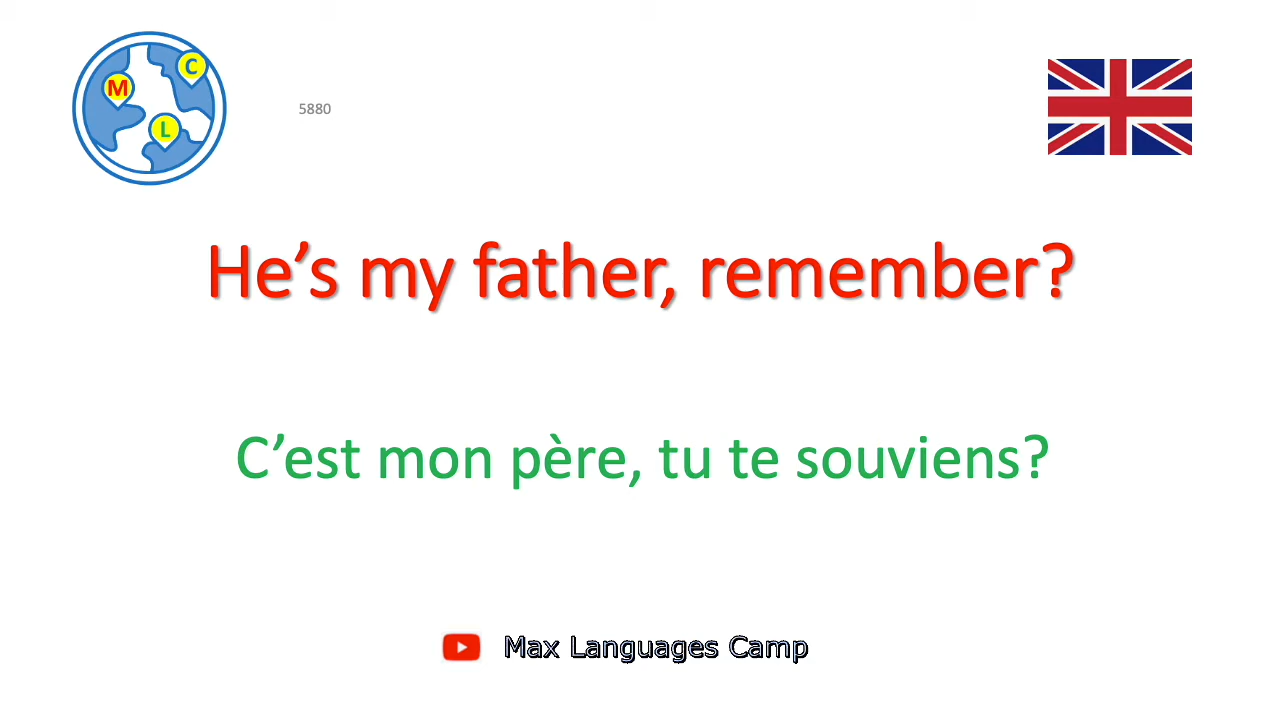 M
C
L
5880
He’s my father, remember?
C’est mon père, tu te souviens?
Max Languages Camp